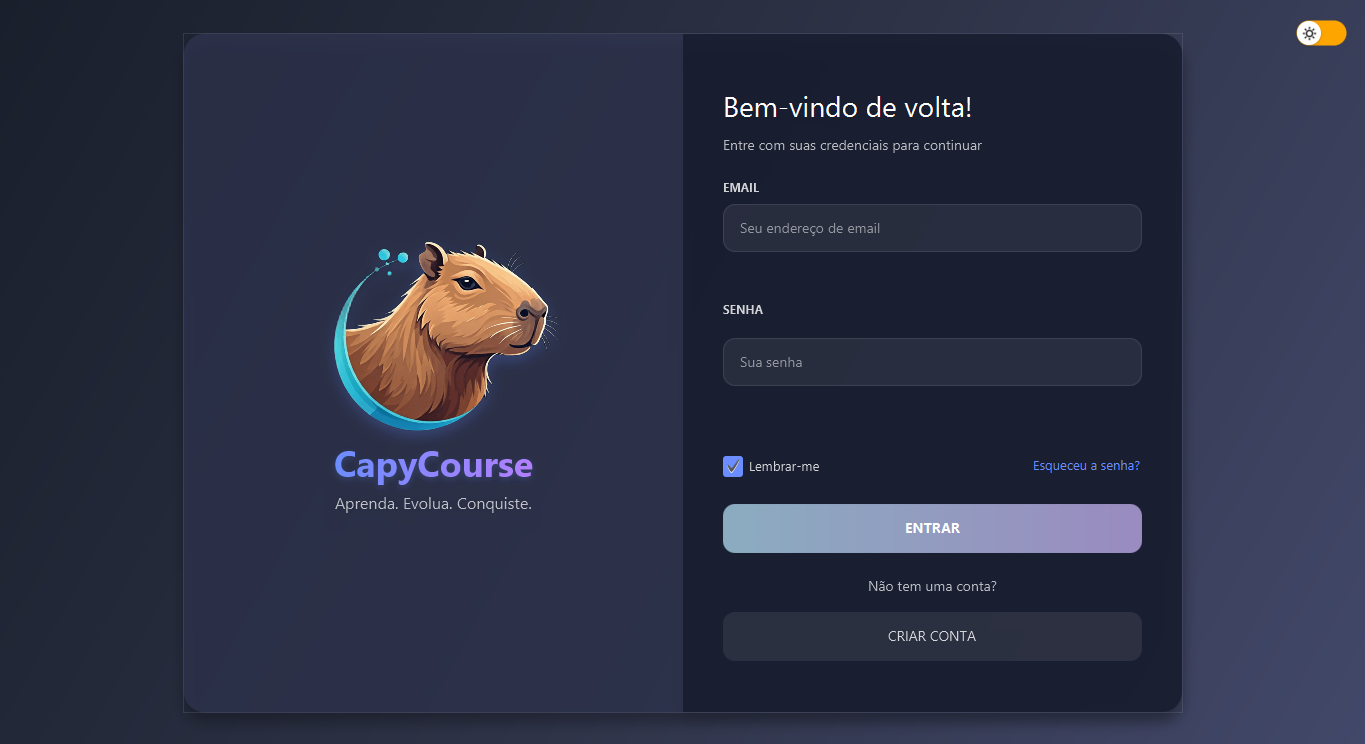 CapyCourse
Aprenda. Evolua. Conquiste.
Bem-vindo de volta!
Entre com suas credenciais para continuar
EMAIL
Seu endereço de email
SENHA
Sua senha
Lembrar-me
Esqueceu a senha?
ENTRAR
Não tem uma conta?
CRIAR CONTA